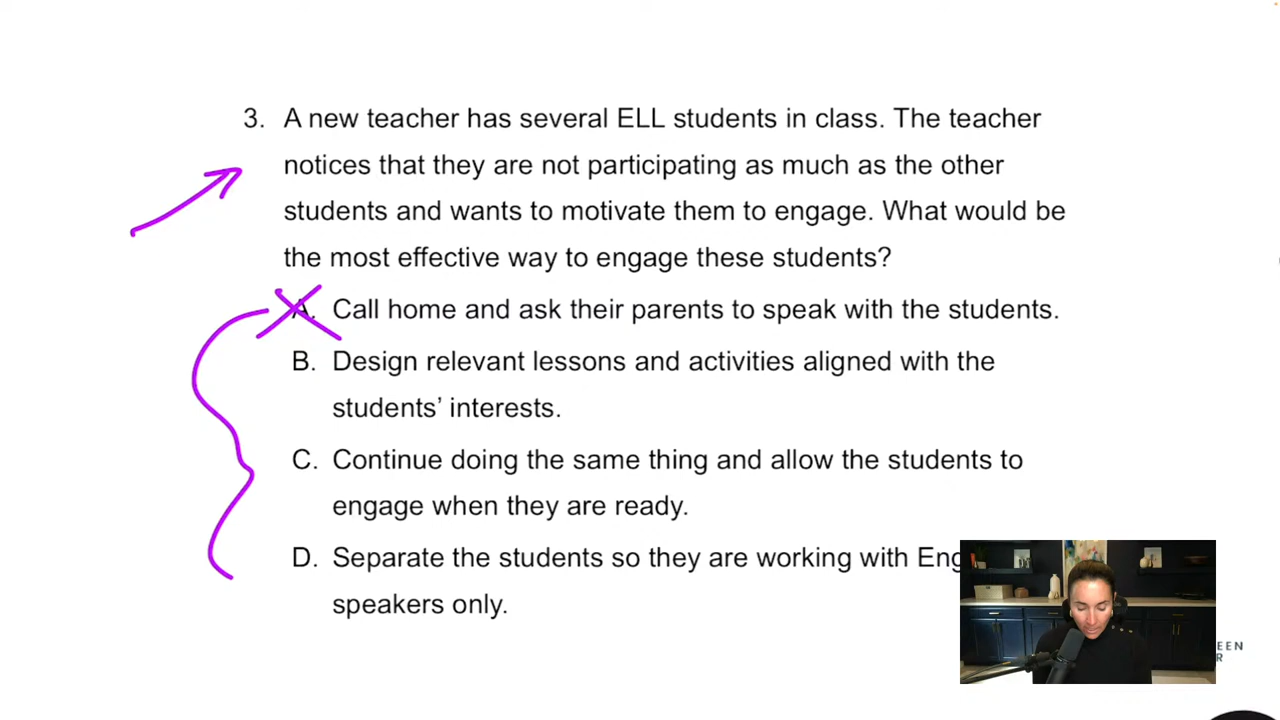 3. A new teacher has several ELL students in class. The teacher
notices that they are not participating as much as the other
students and wants to motivate them to engage. What would be
the most effective way to engage these students?
A. Call home and ask their parents to speak with the students.
B. Design relevant lessons and activities aligned with the
students’ interests.
C. Continue doing the same thing and allow the students to
engage when they are ready.
D. Separate the students so they are working with Eng
speakers only.
EEN
R